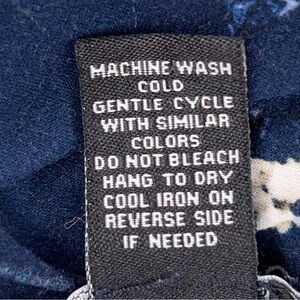 MACHINE WASH
COLD
GENTLE CYCLE
WITH SIMILAR
COLORS
DO NOT BLEACH
HANG TO DRY
COOL IRON ON
REVERSE SIDE
IF NEEDED